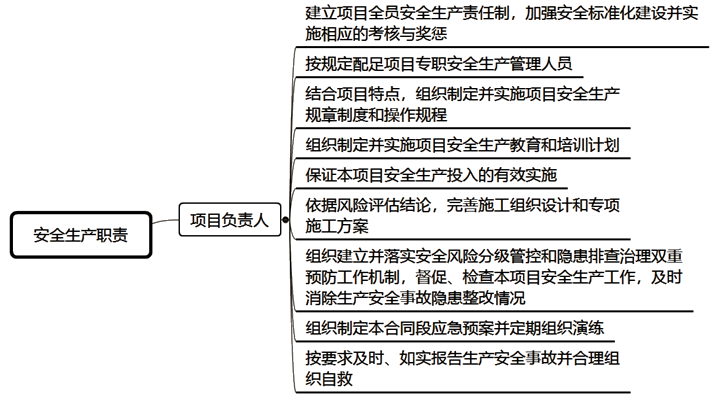 建立项目全员安全生产责任制，加强安全标准化建设并实
施相应的考核与奖惩
按规定配足项目专职安全生产管理人员
结合项目特点，组织制定并实施项目安全生产
规章制度和操作规程
组织制定并实施项目安全生产教育和培训计划
保证本项目安全生产投入的有效实施
依据风险评估结论，完善施工组织设计和专项
施工方案
组织建立并落实安全风险分级管控和隐患排查治理双重
预防工作机制，督促、检查本项目安全生产工作，及时
消除生产安全事故隐患整改情况
组织制定本合同段应急预案并定期组织演练
按要求及时、如实报告生产安全事故并合理组
织自救
项目负责人
安全生产职责